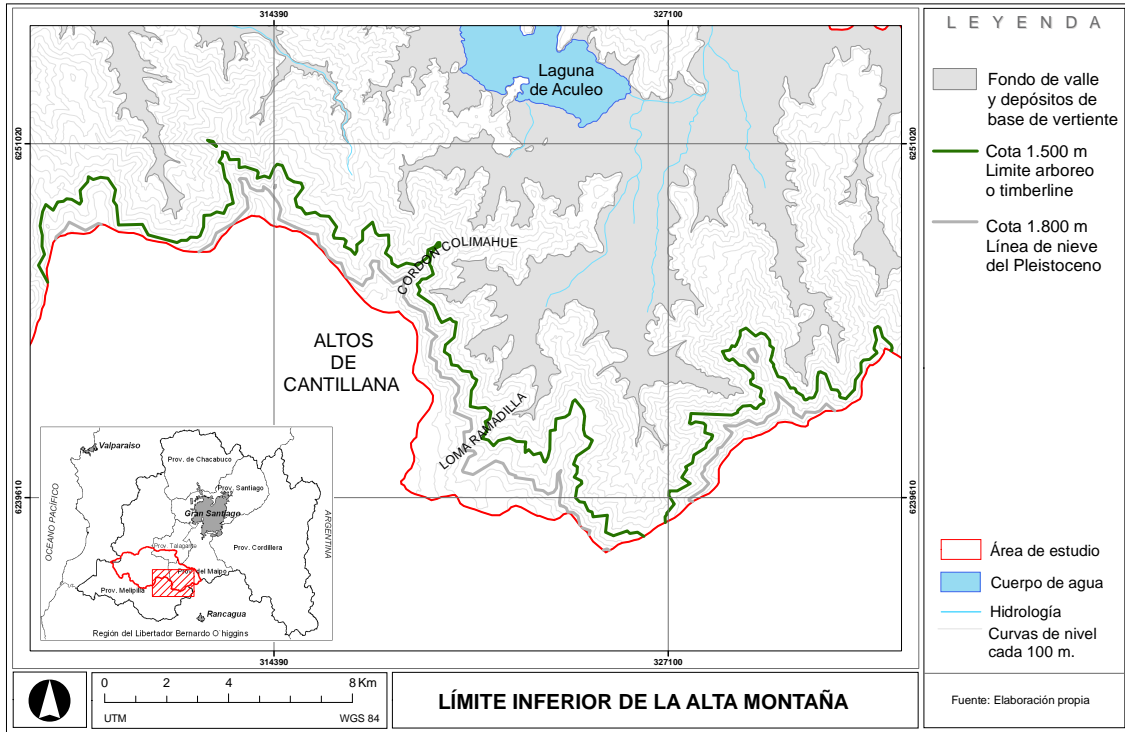 314390
327100
6251020
6251020
6239610
6239610
314390
327100
Laguna
de Aculeo
CORDON COLIMAHUE
ALTOS
DE
CANTILLANA
LOMA RAMADILLA
Valparaiso
Prov. de Chacabuco
Prov. Santiago
Gran Santiago
OCEANO PACÍFICO
ARGENTINA
Prov. Talagante
Prov. Cordillera
Prov. del Maipo
Prov. Melipilla
Rancagua
Región del Libertador Bernardo O´higgins
LEYENDA
Fondo de valle
y depósitos de
base de vertiente
Cota 1.500 m
Limite arboreo
o timberline
Cota 1.800 m
Línea de nieve
del Pleistoceno
Área de estudio
Cuerpo de agua
Hidrología
Curvas de nivel
cada 100 m.
Fuente: Elaboración propia
0 2 4 8 Km
UTM WGS 84
LÍMITE INFERIOR DE LA ALTA MONTAÑA